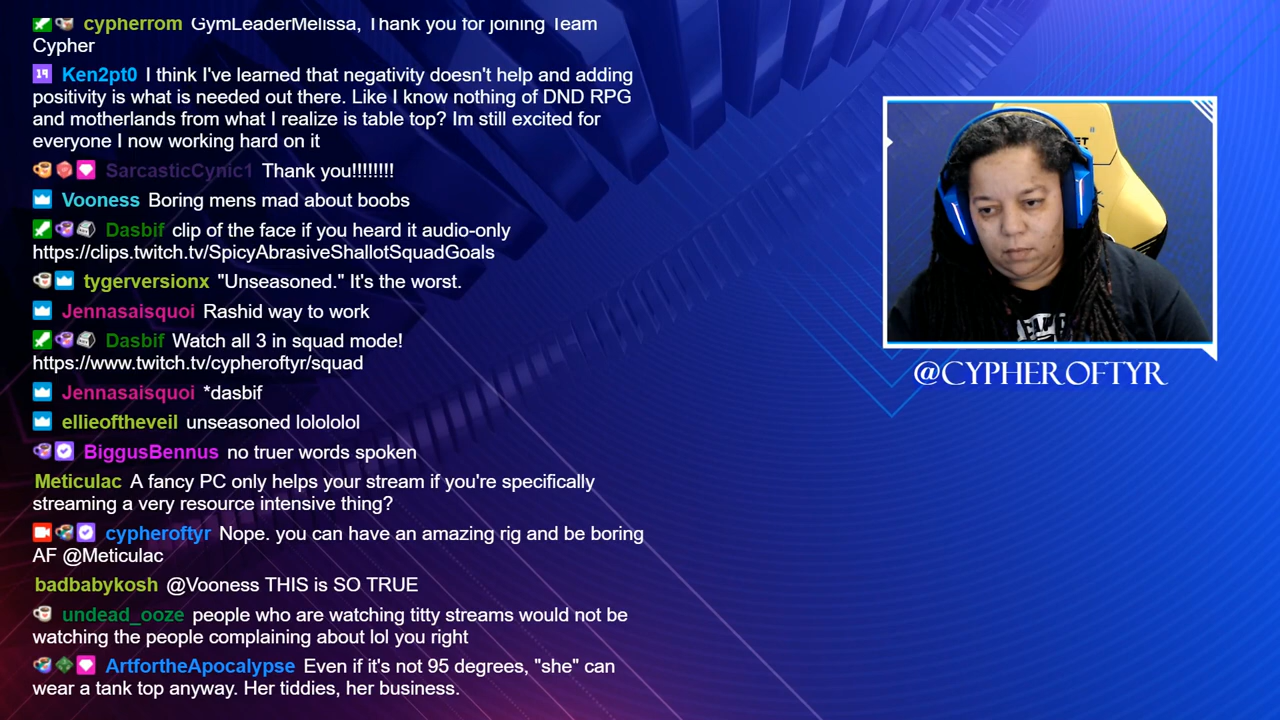 cypherrom GymLeaderMelissa, Thank you for joining Team
Cypher
19 Ken2pt0 I think I've learned that negativity doesn't help and adding
positivity is what is needed out there. Like I know nothing of DND RPG
and motherlands from what I realize is table top? Im still excited for
everyone I now working hard on it
SarcasticCynic1 Thank you!!!!!!!!
Vooness Boring mens mad about boobs
Dasbif clip of the face if you heard it audio-only
https://clips.twitch.tv/SpicyAbrasiveShallotSquadGoals
tygerversionx "Unseasoned." It's the worst.
Jennasaisquoi Rashid way to work
Dasbif Watch all 3 in squad mode!
https://www.twitch.tv/cypheroftyr/squad
Jennasaisquoi *dasbif
ellieoftheveil unseasoned lolololol
BiggusBennus no truer words spoken
Meticulac A fancy PC only helps your stream if you're specifically
streaming a very resource intensive thing?
cypheroftyr Nope. you can have an amazing rig and be boring
AF @Meticulac
badbabykosh @Vooness THIS is SO TRUE
undead_ooze people who are watching titty streams would not be
watching the people complaining about lol you right
ArtfortheApocalypse Even if it's not 95 degrees, "she" can
wear a tank top anyway. Her tiddies, her business.
@CYPHEROFTYR